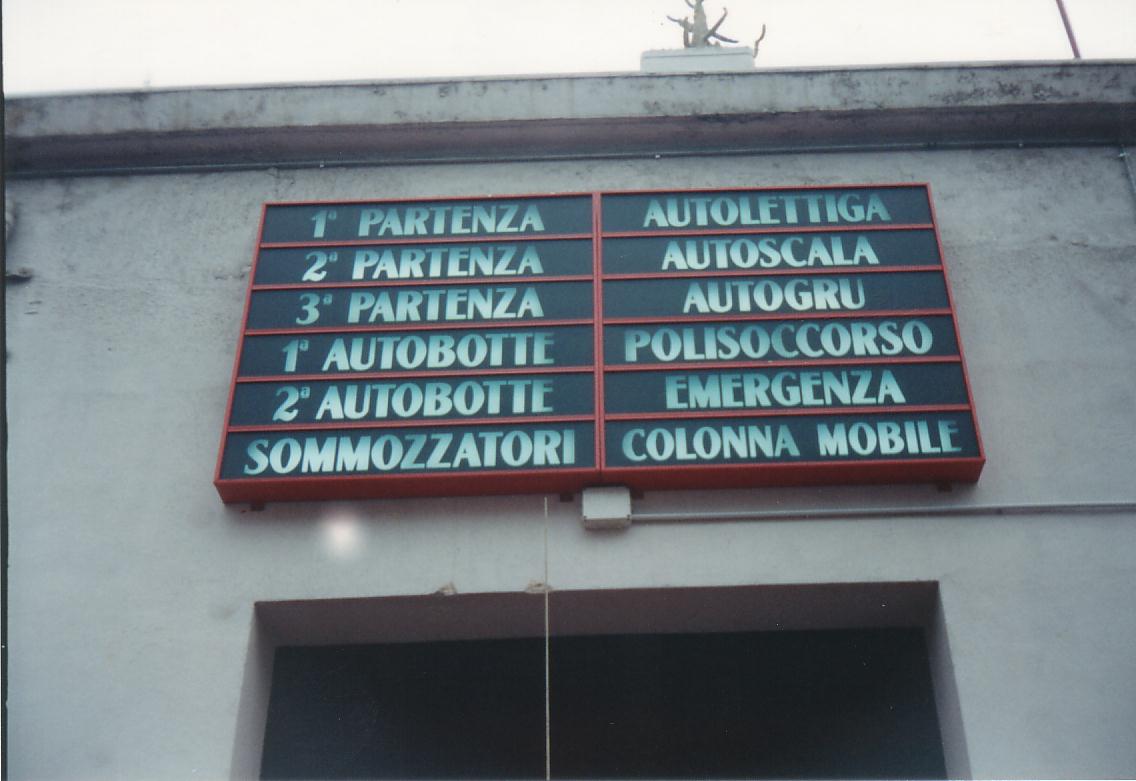 1ª PARTENZA
2ª PARTENZA
3ª PARTENZA
1ª AUTOBOTTE
2ª AUTOBOTTE
SOMMOZZATORI
AUTOLETTIGA
AUTOSCALA
AUTOGRU
POLISOCCORSO
EMERGENZA
COLONNA MOBILE